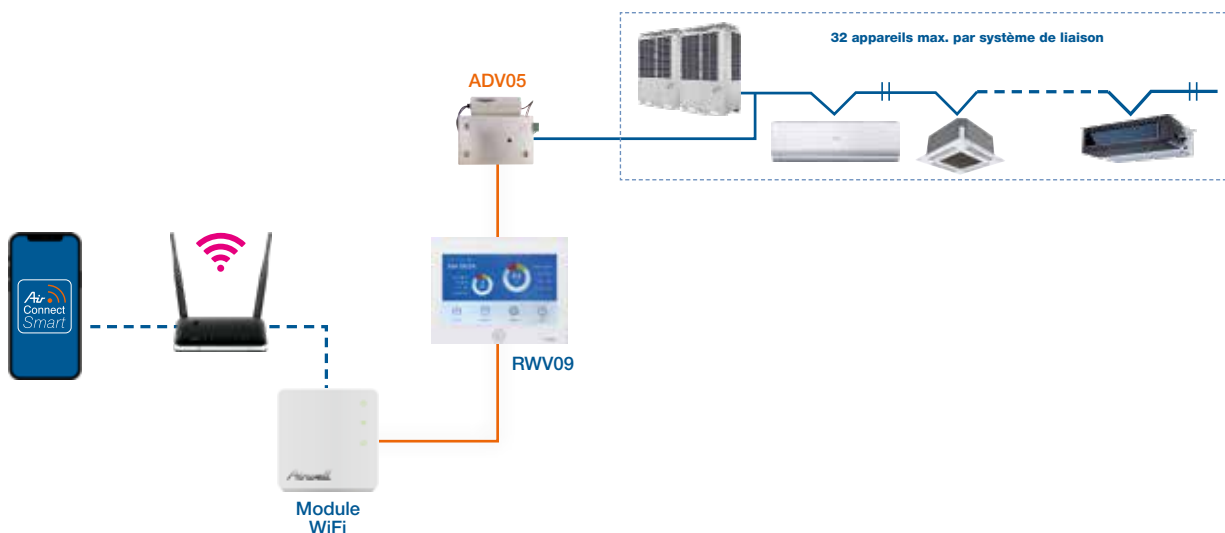 32 appareils max. par système de liaison
ADV05
Air
Connect
Smart
RWV09
Airwell
Module
WiFi